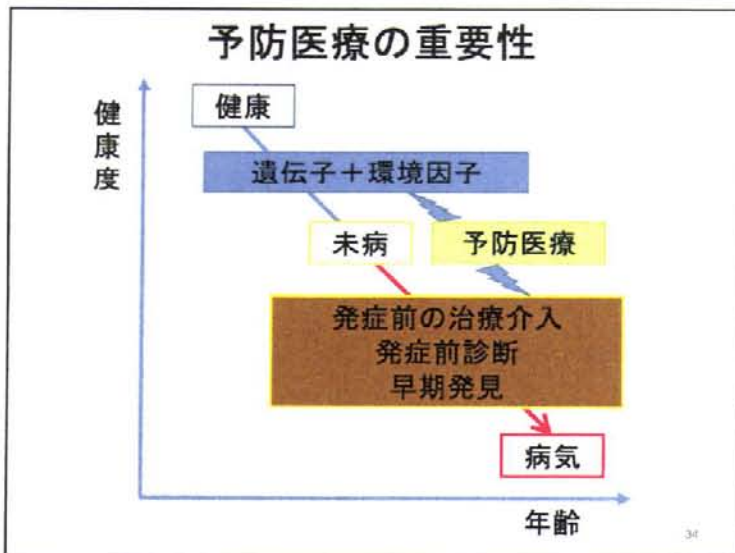 予防医療の重要性
健康度
健康
遺伝子＋環境因子
未病
予防医療
発症前の治療介入
発症前診断
早期発見
病気
年齢
34